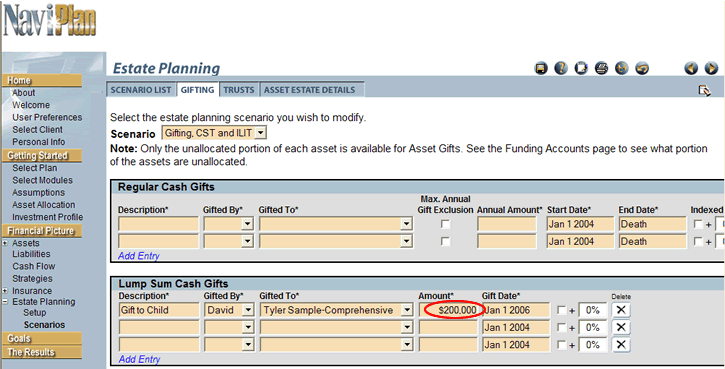 NaviPlan
Estate Planning
Home
About
Welcome
User Preferences
Select Client
Personal Info
Getting Started
Select Plan
Select Modules
Assumptions
Asset Allocation
Investment Profile
Financial Picture
Assets
Liabilities
Cash Flow
Strategies
Insurance
Estate Planning
Setup
Scenarios
Goals
The Results
SCENARIO LIST GIFTING TRUSTS ASSET ESTATE DETAILS
Select the estate planning scenario you wish to modify.
Scenario Gifting, CST and ILIT
Note: Only the unallocated portion of each asset is available for Asset Gifts. See the Funding Accounts page to see what portion
of the assets are unallocated.
Regular Cash Gifts
Description* Gifted By* Gifted To* Max. Annual Gift Exclusion Annual Amount* Start Date* End Date* Indexed
Jan 1 2004 Death +
Jan 1 2004 Death +
Add Entry
Lump Sum Cash Gifts
Description* Gifted By* Gifted To* Amount* Gift Date* Delete
Gift to Child David Tyler Sample-Comprehensive $200,000 Jan 1 2006 + 0% X
Jan 1 2004 + 0% X
Jan 1 2004 + 0% X
Add Entry